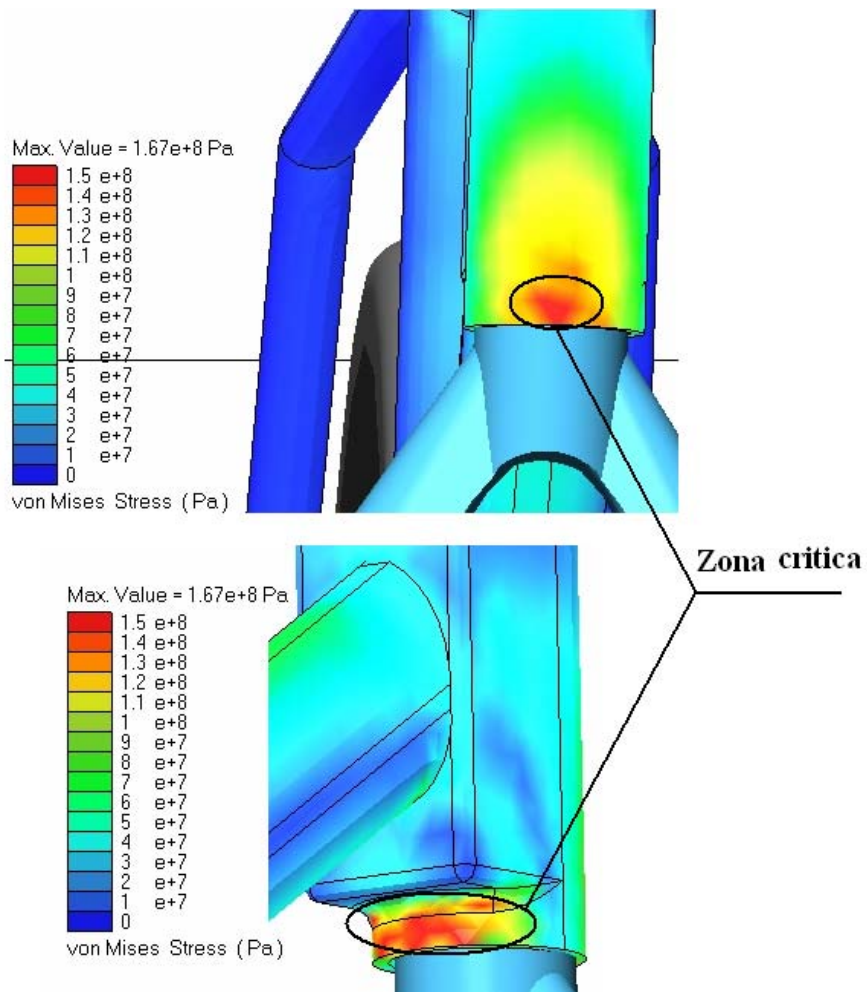 Max. Value = 1.67e+8 Pa
1.5 e+8
1.4 e+8
1.3 e+8
1.2 e+8
1.1 e+8
1 e+8
9 e+7
8 e+7
7 e+7
6 e+7
5 e+7
4 e+7
3 e+7
2 e+7
1 e+7
0
von Mises Stress (Pa)
Zona critica
Max. Value = 1.67e+8 Pa
1.5 e+8
1.4 e+8
1.3 e+8
1.2 e+8
1.1 e+8
1 e+8
9 e+7
8 e+7
7 e+7
6 e+7
5 e+7
4 e+7
3 e+7
2 e+7
1 e+7
0
von Mises Stress (Pa)